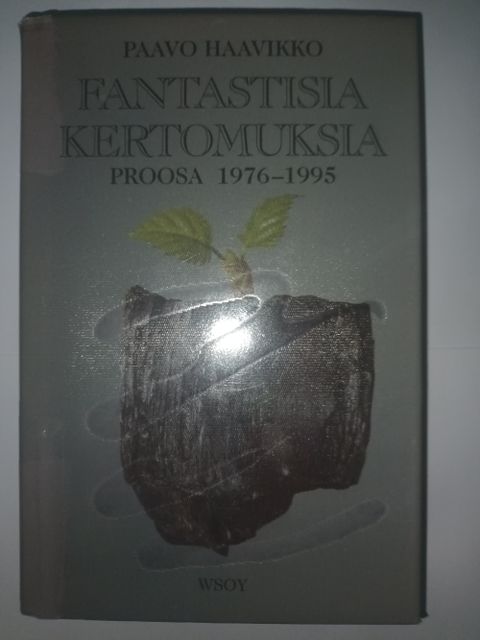 PAAVO HAAVIKKO
FANTASTISIA
KERTOMUKSIA
PROOSA 1976–1995
WSOY